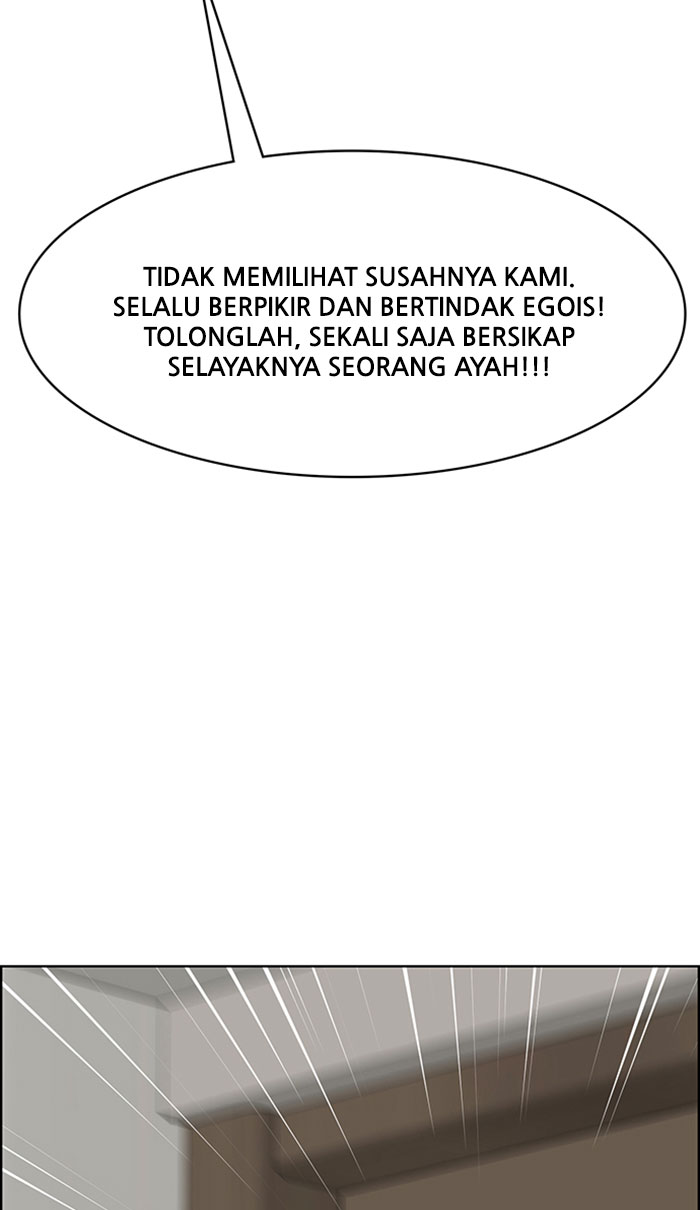 TIDAK MEMILIHAT SUSAHNYA KAMI.
SELALU BERPIKIR DAN BERTINDAK EGOIS!
TOLONGLAH, SEKALI SAJA BERSIKAP
SELAYAKNYA SEORANG AYAH!!!